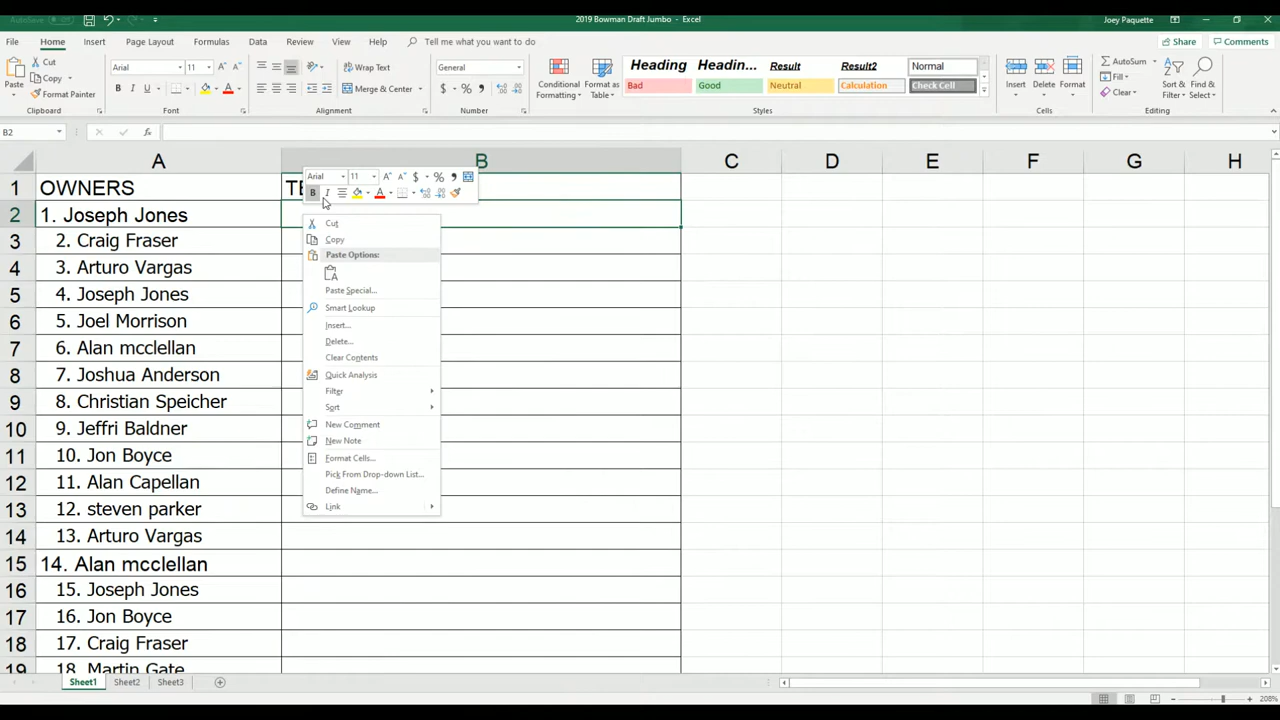 AutoSave
2019 Bowman Draft Jumbo - Excel
Joey Paquette
File Home Insert Page Layout Formulas Data Review View Help Tell me what you want to do
Share Comments
Cut
Copy
Format Painter
Paste
Clipboard
Arial 11
Font
Wrap Text
Merge & Center
Alignment
General
Number
Conditional Formatting
Format as Table
Heading Headin... Result Result2 Normal
Bad Good Neutral Calculation Check Cell
Styles
Insert Delete Format
Cells
AutoSum
Fill
Clear
Sort & Filter
Find & Select
Editing
B2
fx
A B C D E F G H
1 OWNERS TE
2 1. Joseph Jones
3 2. Craig Fraser
4 3. Arturo Vargas
5 4. Joseph Jones
6 5. Joel Morrison
7 6. Alan mcclellan
8 7. Joshua Anderson
9 8. Christian Speicher
10 9. Jeffri Baldner
11 10. Jon Boyce
12 11. Alan Capellan
13 12. steven parker
14 13. Arturo Vargas
15 14. Alan mcclellan
16 15. Joseph Jones
17 16. Jon Boyce
18 17. Craig Fraser
19 18. Martin Gate
Arial 11
Cut
Copy
Paste Options:
Paste Special...
Smart Lookup
Insert...
Delete...
Clear Contents
Quick Analysis
Filter
Sort
New Comment
New Note
Format Cells...
Pick From Drop-down List...
Define Name...
Link
Sheet1 Sheet2 Sheet3
208%